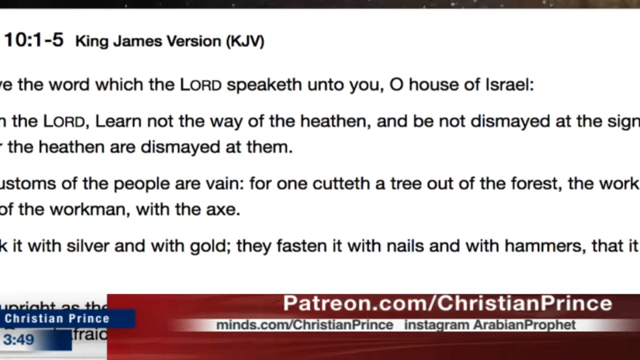 10:1-5 King James Version (KJV)
ve the word which the LORD speaketh unto you, O house of Israel:
h the LORD, Learn not the way of the heathen, and be not dismayed at the sign
r the heathen are dismayed at them.
ustoms of the people are vain: for one cutteth a tree out of the forest, the work
of the workman, with the axe.
k it with silver and with gold; they fasten it with nails and with hammers, that it
upright as the
Patreon.com/ChristianPrince
Christian Prince
minds.com/ChristianPrince instagram ArabianProphet
3:49